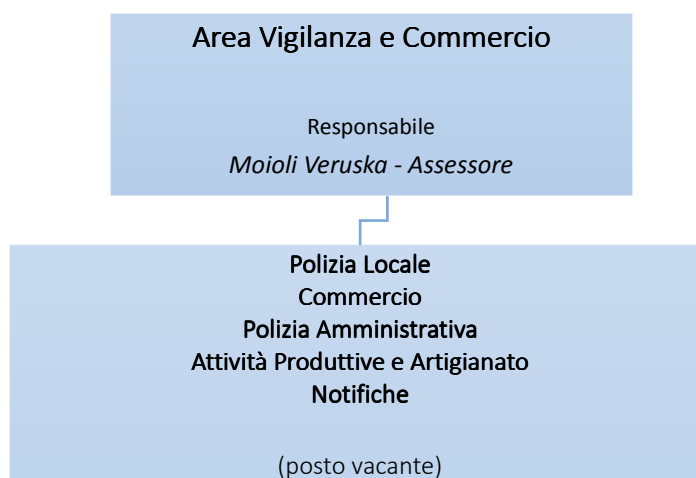 Area Vigilanza e Commercio
Responsabile
Moioli Veruska - Assessore
Polizia Locale
Commercio
Polizia Amministrativa
Attività Produttive e Artigianato
Notifiche
(posto vacante)